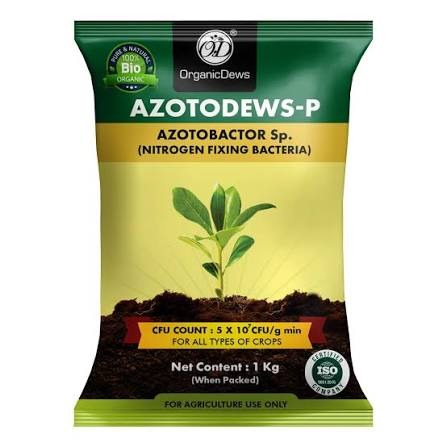 PURE & NATURAL
100%
Bio
ORGANIC
OD
OrganicDews
AZOTODEWS-P
AZOTOBACTOR Sp.
(NITROGEN FIXING BACTERIA)
CFU COUNT : 5 X 10⁷CFU/g min
FOR ALL TYPES OF CROPS
Net Content : 1 Kg
(When Packed)
CERTIFIED
ISO
COMPANY
FOR AGRICULTURE USE ONLY